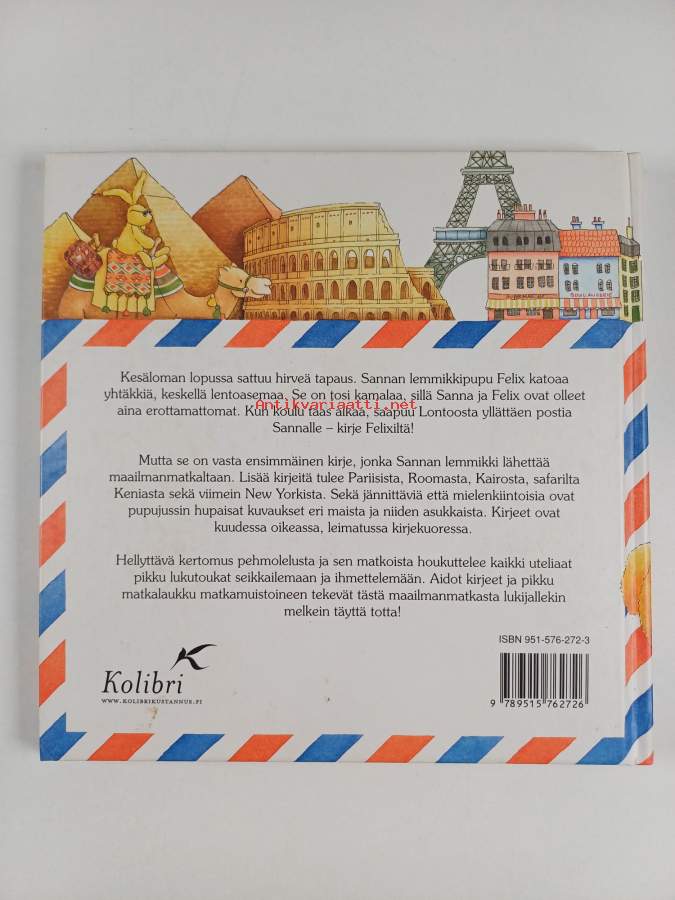 Kesäloman lopussa sattuu hirveä tapaus. Sannan lemmikkipupu Felix katoaa
yhtäkkiä, keskellä lentoasemaa. Se on tosi kamalaa, sillä Sanna ja Felix ovat olleet
aina erottamattomat. Kun koulu taas alkaa, saapuu Lontoosta yllättäen postia
Antikvariaatti.net
Sannalle – kirje Felixiltä!
Mutta se on vasta ensimmäinen kirje, jonka Sannan lemmikki lähettää
maailmanmatkaltaan. Lisää kirjeitä tulee Pariisista, Roomasta, Kairosta, safarilta
Keniasta sekä viimein New Yorkista. Sekä jännittäviä että mielenkiintoisia ovat
pupujussin hupaisat kuvaukset eri maista ja niiden asukkaista. Kirjeet ovat
kuudessa oikeassa, leimatussa kirjekuoressa.
Hellyttävä kertomus pehmolelusta ja sen matkoista houkuttelee kaikki uteliaat
pikku lukutoukat seikkailemaan ja ihmettelemään. Aidot kirjeet ja pikku
matkalaukku matkamuistoineen tekevät tästä maailmanmatkasta lukijallekin
melkein täyttä totta!
ISBN 951-576-272-3
Kolibri
WWW.KOLIBRIKUSTANNUS.FI
9 789515 762726